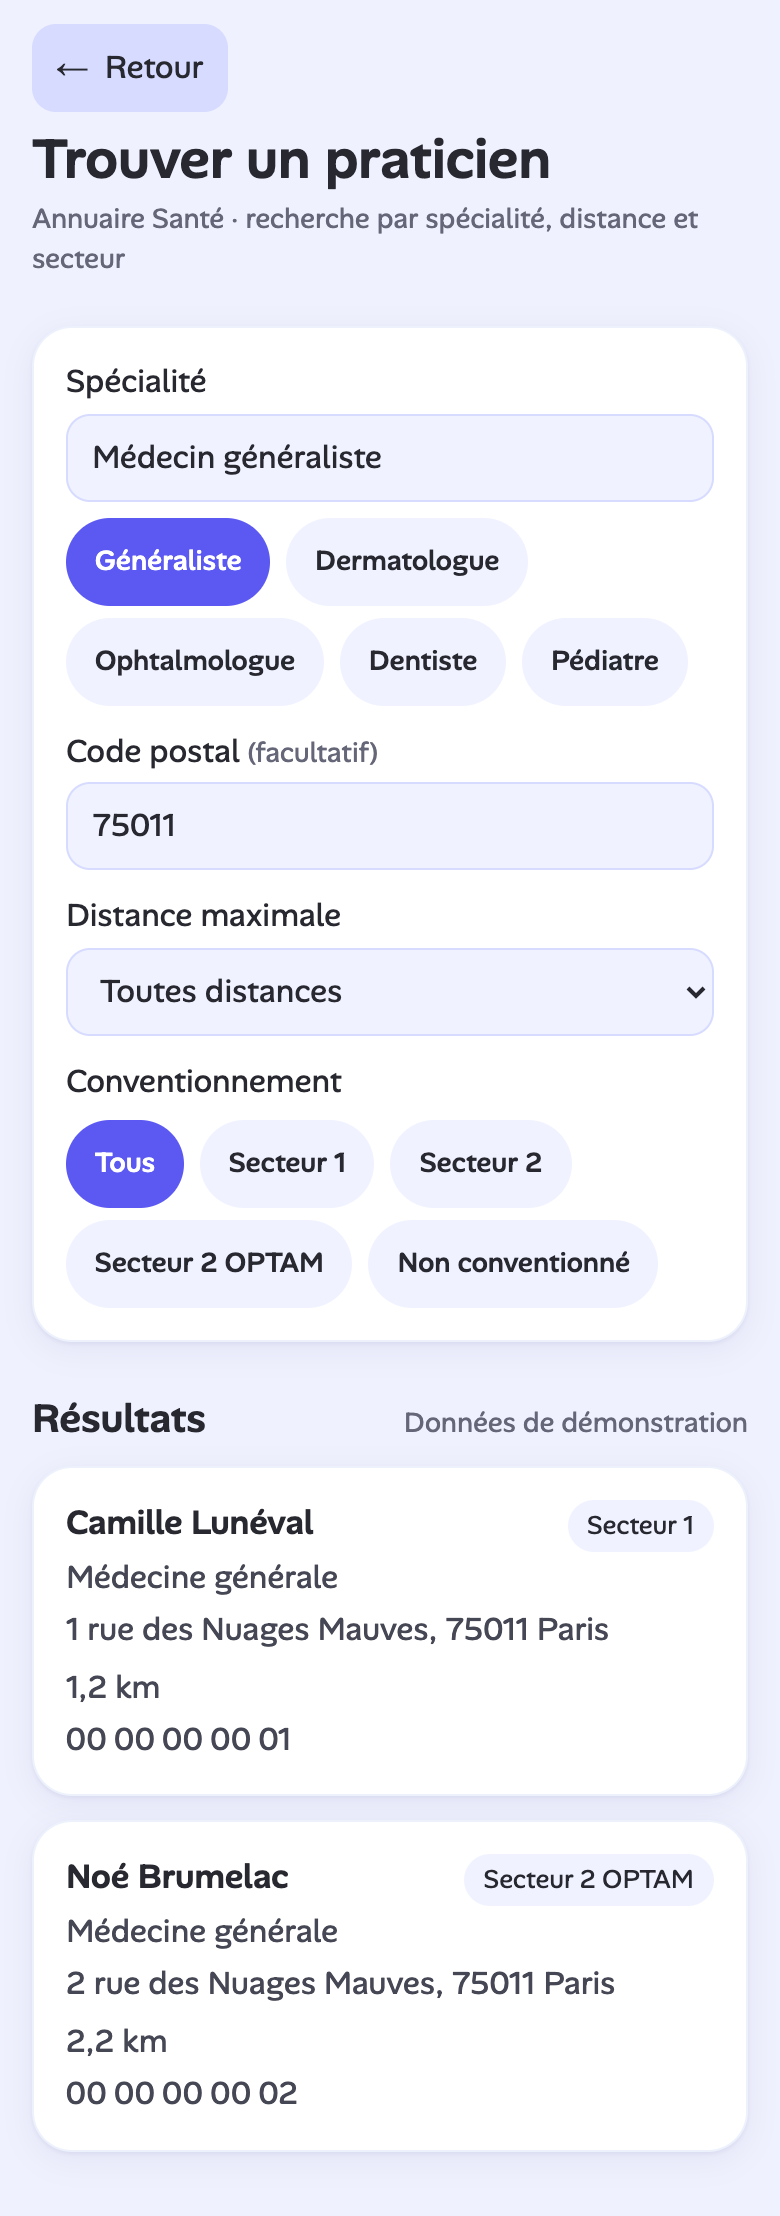 ← Retour
Trouver un praticien
Annuaire Santé · recherche par spécialité, distance et
secteur
Spécialité
Médecin généraliste
Généraliste Dermatologue
Ophtalmologue Dentiste Pédiatre
Code postal (facultatif)
75011
Distance maximale
Toutes distances
Conventionnement
Tous Secteur 1 Secteur 2
Secteur 2 OPTAM Non conventionné
Résultats Données de démonstration
Camille Lunéval Secteur 1
Médecine générale
1 rue des Nuages Mauves, 75011 Paris
1,2 km
00 00 00 00 01
Noé Brumelac Secteur 2 OPTAM
Médecine générale
2 rue des Nuages Mauves, 75011 Paris
2,2 km
00 00 00 00 02